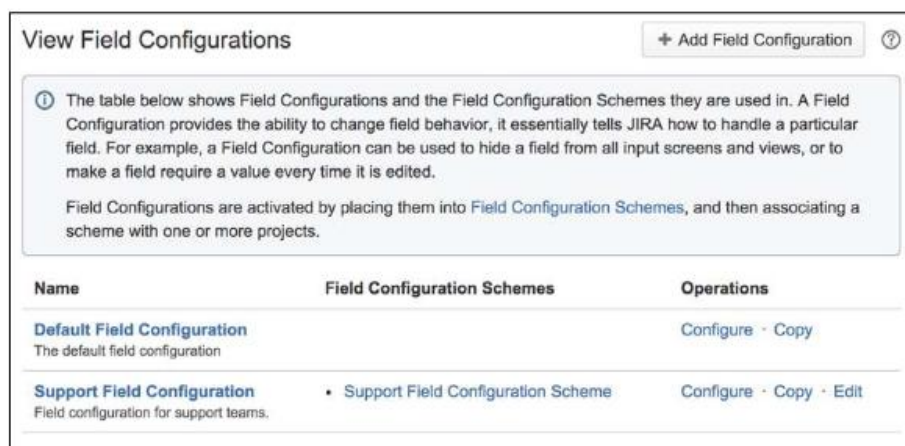 View Field Configurations
+ Add Field Configuration
The table below shows Field Configurations and the Field Configuration Schemes they are used in. A Field
Configuration provides the ability to change field behavior, it essentially tells JIRA how to handle a particular
field. For example, a Field Configuration can be used to hide a field from all input screens and views, or to
make a field require a value every time it is edited.
Field Configurations are activated by placing them into Field Configuration Schemes, and then associating a
scheme with one or more projects.
Name Field Configuration Schemes Operations
Default Field Configuration Configure · Copy
The default field configuration
Support Field Configuration • Support Field Configuration Scheme Configure · Copy · Edit
Field configuration for support teams.